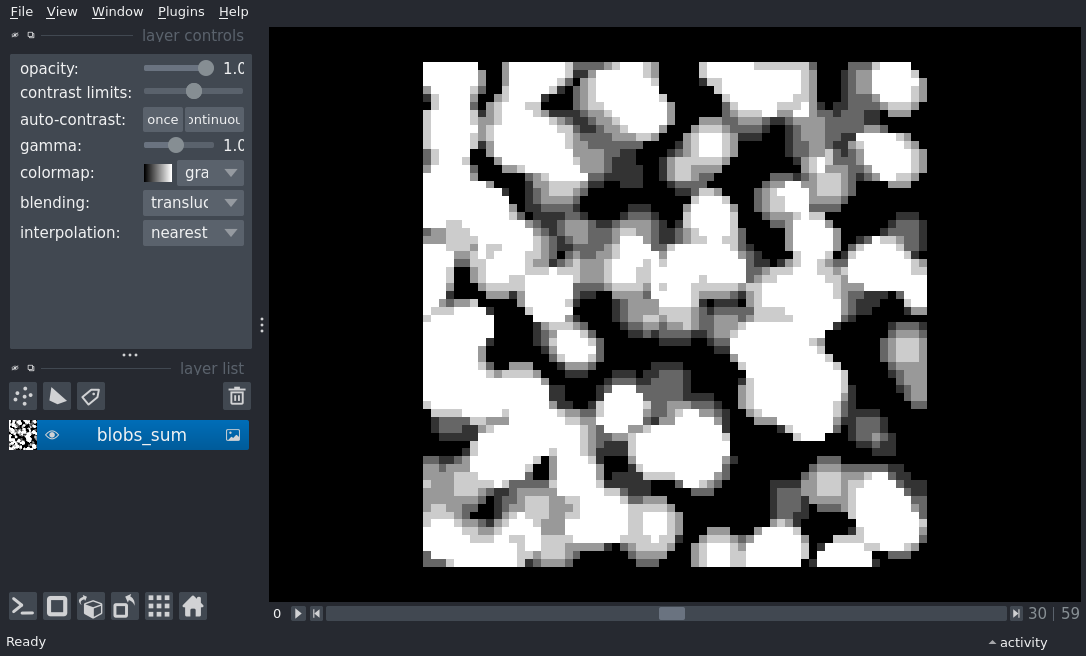 File View Window Plugins Help
layer controls
opacity: 1.0
contrast limits:
auto-contrast: once ontinuou
gamma: 1.0
colormap: gra
blending: transluc
interpolation: nearest
layer list
blobs_sum
0 30 | 59
Ready activity